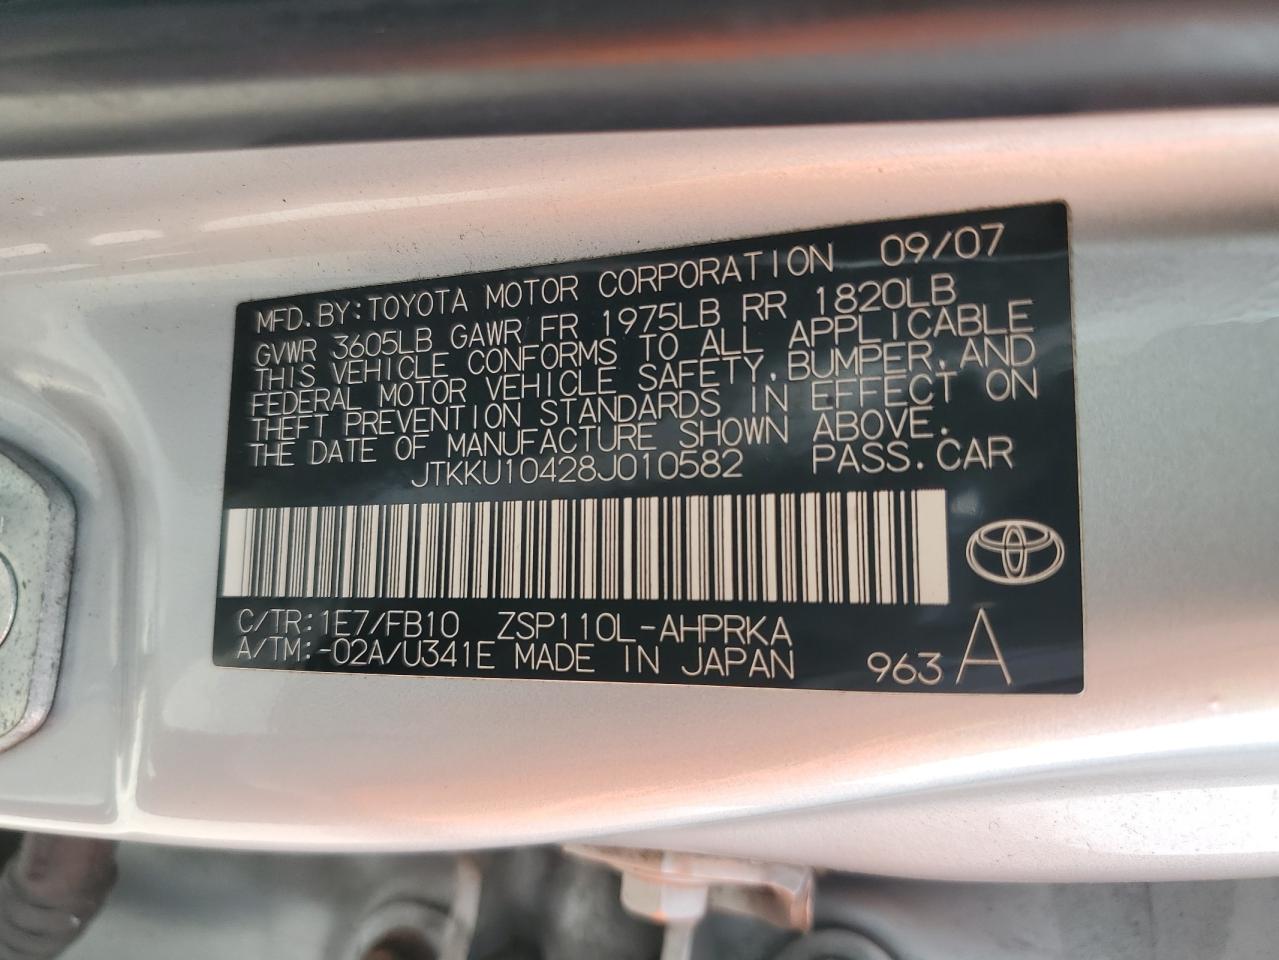 MFD. BY: TOYOTA MOTOR CORPORATION 09/07
GVWR 3605LB GAWR FR 1975LB RR 1820LB
THIS VEHICLE CONFORMS TO ALL APPLICABLE
FEDERAL MOTOR VEHICLE SAFETY, BUMPER, AND
THEFT PREVENTION STANDARDS IN EFFECT ON
THE DATE OF MANUFACTURE SHOWN ABOVE.
JTKKU10428J010582 PASS. CAR
C/TR: 1E7/FB10 ZSP110L-AHPRKA
A/TM: -02A/U341E MADE IN JAPAN 963 A